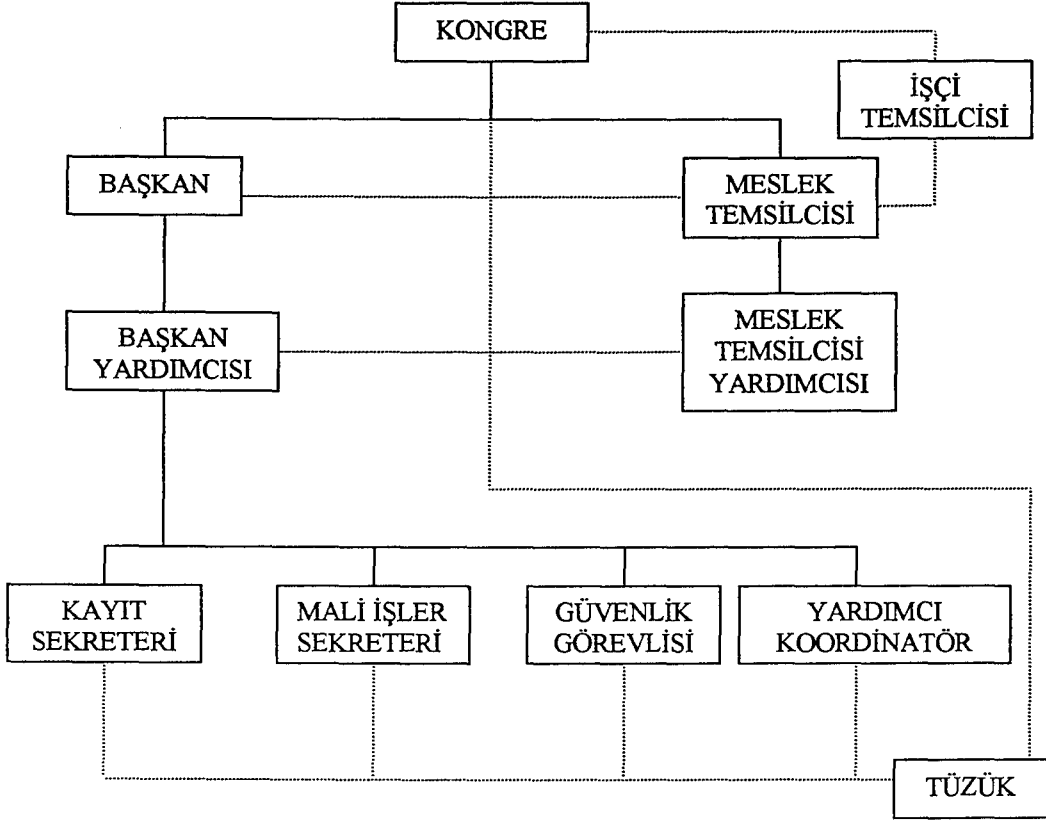 KONGRE
İŞÇİ
TEMSİLCİSİ
BAŞKAN
MESLEK
TEMSİLCİSİ
BAŞKAN
YARDIMCISI
MESLEK
TEMSİLCİSİ
YARDIMCISI
KAYIT
SEKRETERİ
MALİ İŞLER
SEKRETERİ
GÜVENLİK
GÖREVLİSİ
YARDIMCI
KOORDİNATÖR
TÜZÜK